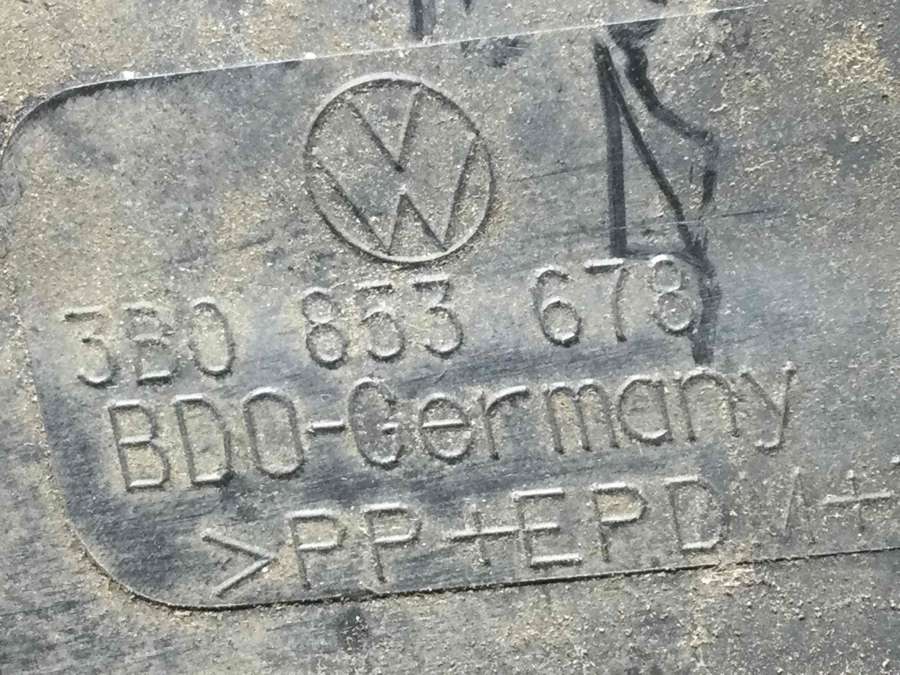 3B0 853 678
BDO-Germany
>PP+EPDM+